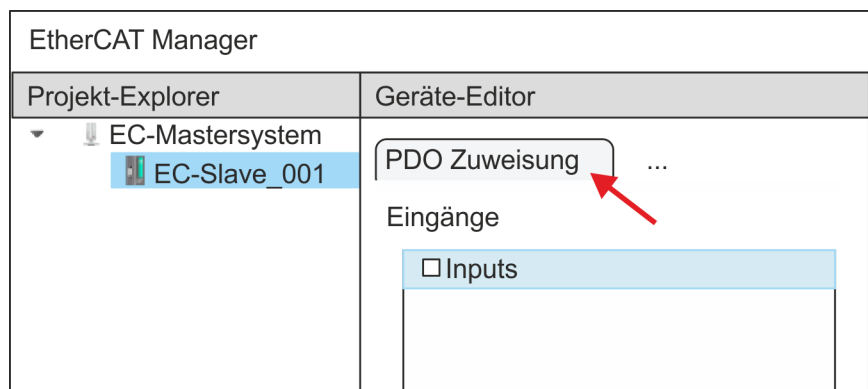 EtherCAT Manager
Projekt-Explorer
Geräte-Editor
EC-Mastersystem
EC-Slave_001
PDO Zuweisung
...
Eingänge
Inputs